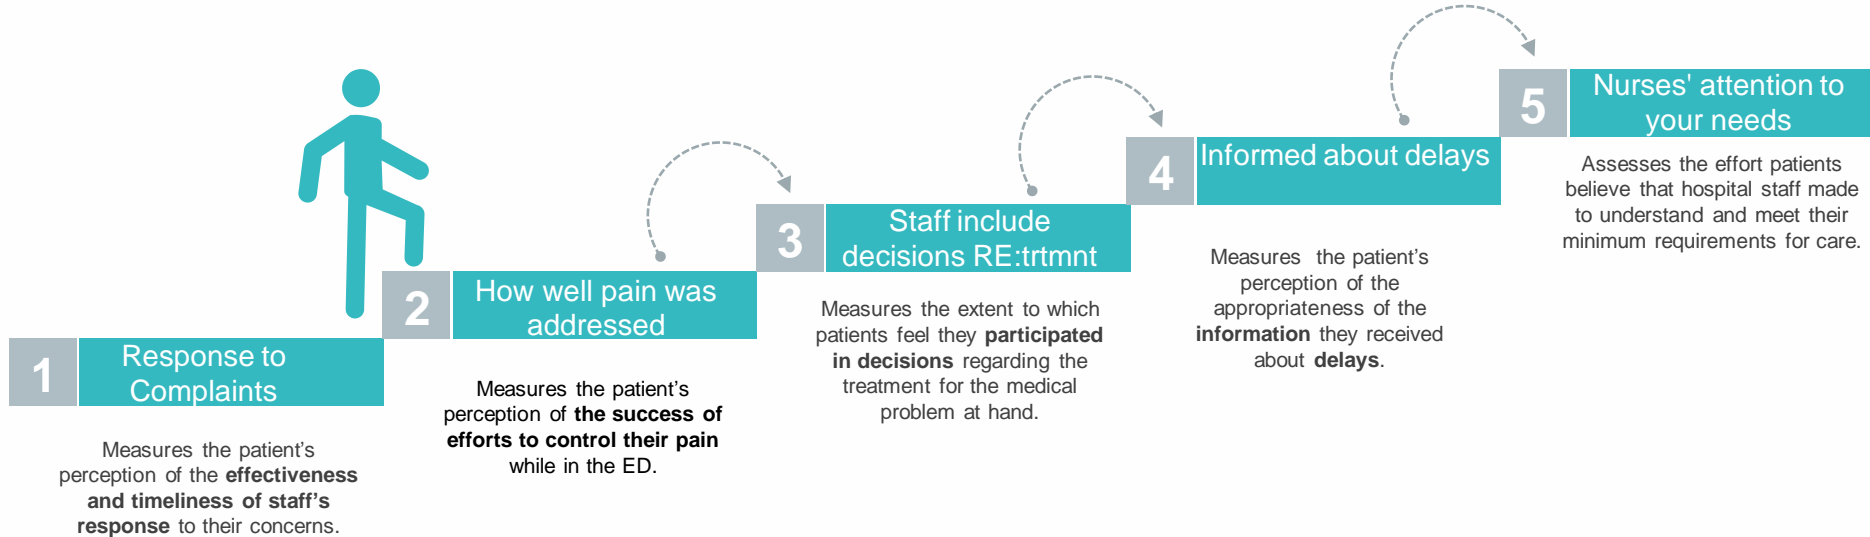 1
Response to
Complaints
Measures the patient's
perception of the effectiveness
and timeliness of staff's
response to their concerns.
2
How well pain was
addressed
Measures the patient's
perception of the success of
efforts to control their pain
while in the ED.
3
Staff include
decisions RE:trtmnt
Measures the extent to which
patients feel they participated
in decisions regarding the
treatment for the medical
problem at hand.
4
Informed about delays
Measures the patient's
perception of the
appropriateness of the
information they received
about delays.
5
Nurses' attention to
your needs
Assesses the effort patients
believe that hospital staff made
to understand and meet their
minimum requirements for care.